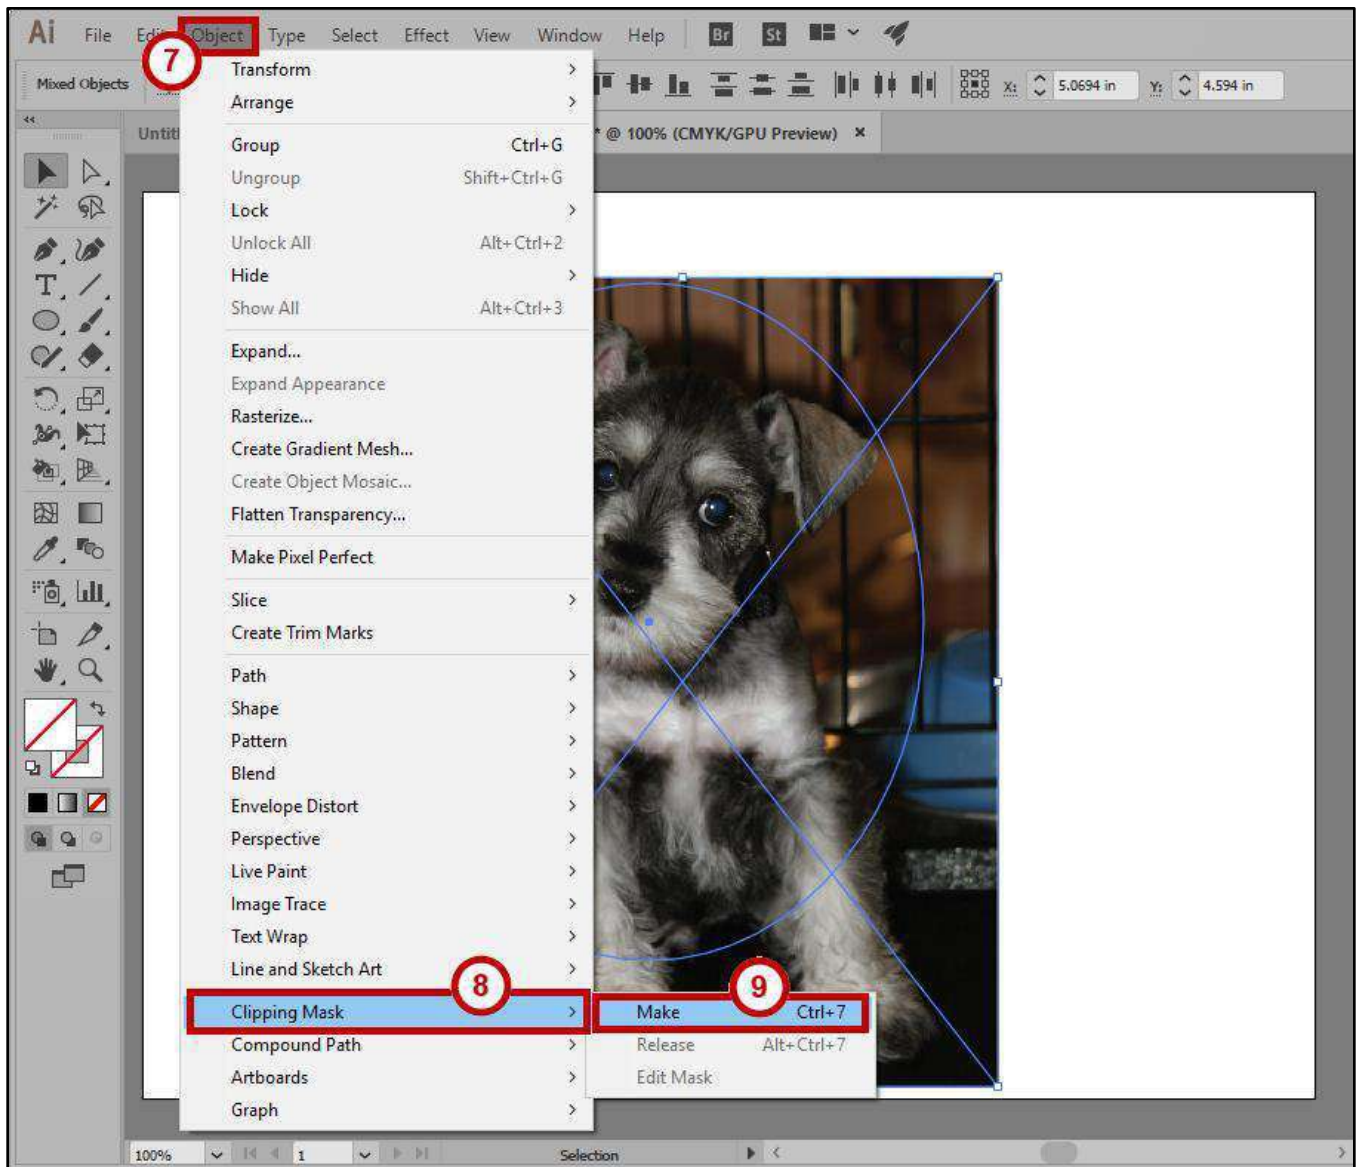 Ai File Edit Object Type Select Effect View Window Help Br St
7
Mixed Objects X: 5.0694 in Y: 4.594 in
Untitl * @ 100% (CMYK/GPU Preview) ×
Transform
Arrange
Group Ctrl+G
Ungroup Shift+Ctrl+G
Lock
Unlock All Alt+Ctrl+2
Hide
Show All Alt+Ctrl+3
Expand...
Expand Appearance
Rasterize...
Create Gradient Mesh...
Create Object Mosaic...
Flatten Transparency...
Make Pixel Perfect
Slice
Create Trim Marks
Path
Shape
Pattern
Blend
Envelope Distort
Perspective
Live Paint
Image Trace
Text Wrap
Line and Sketch Art
8 9
Clipping Mask Make Ctrl+7
Compound Path Release Alt+Ctrl+7
Artboards Edit Mask
Graph
100% 1 Selection